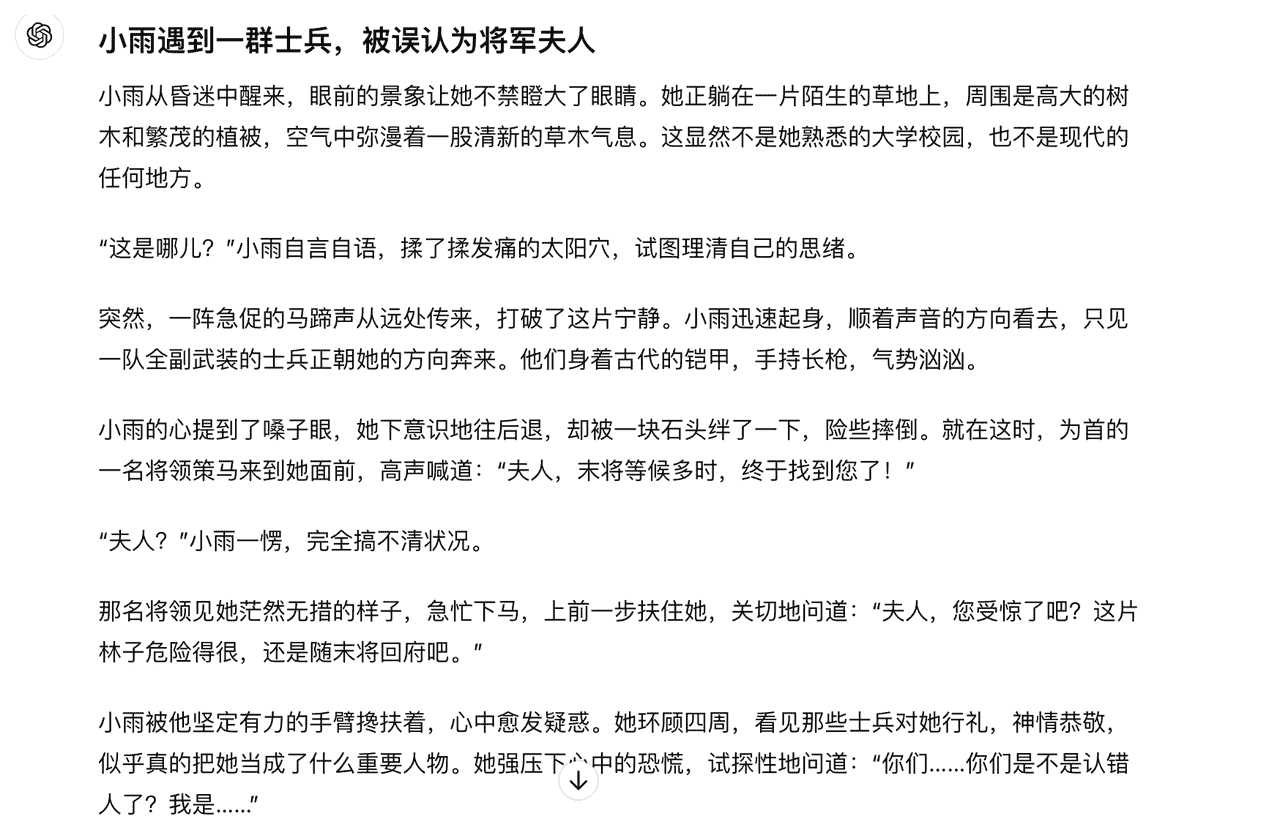 小雨遇到一群士兵，被误认为将军夫人
小雨从昏迷中醒来，眼前的景象让她不禁瞪大了眼睛。她正躺在一片陌生的草地上，周围是高大的树
木和繁茂的植被，空气中弥漫着一股清新的草木气息。这显然不是她熟悉的大学校园，也不是现代的
任何地方。
“这是哪儿？”小雨自言自语，揉了揉发痛的太阳穴，试图理清自己的思绪。
突然，一阵急促的马蹄声从远处传来，打破了这片宁静。小雨迅速起身，顺着声音的方向看去，只见
一队全副武装的士兵正朝她的方向奔来。他们身着古代的铠甲，手持长枪，气势汹汹。
小雨的心提到了嗓子眼，她下意识地往后退，却被一块石头绊了一下，险些摔倒。就在这时，为首的
一名将领策马来到她面前，高声喊道：“夫人，末将等候多时，终于找到您了！”
“夫人？”小雨一愣，完全搞不清状况。
那名将领见她茫然无措的样子，急忙下马，上前一步扶住她，关切地问道：“夫人，您受惊了吧？这片
林子危险得很，还是随末将回府吧。”
小雨被他坚定有力的手臂搀扶着，心中愈发疑惑。她环顾四周，看见那些士兵对她行礼，神情恭敬，
似乎真的把她当成了什么重要人物。她强压下心中的恐慌，试探性地问道：“你们……你们是不是认错
人了？我是……”